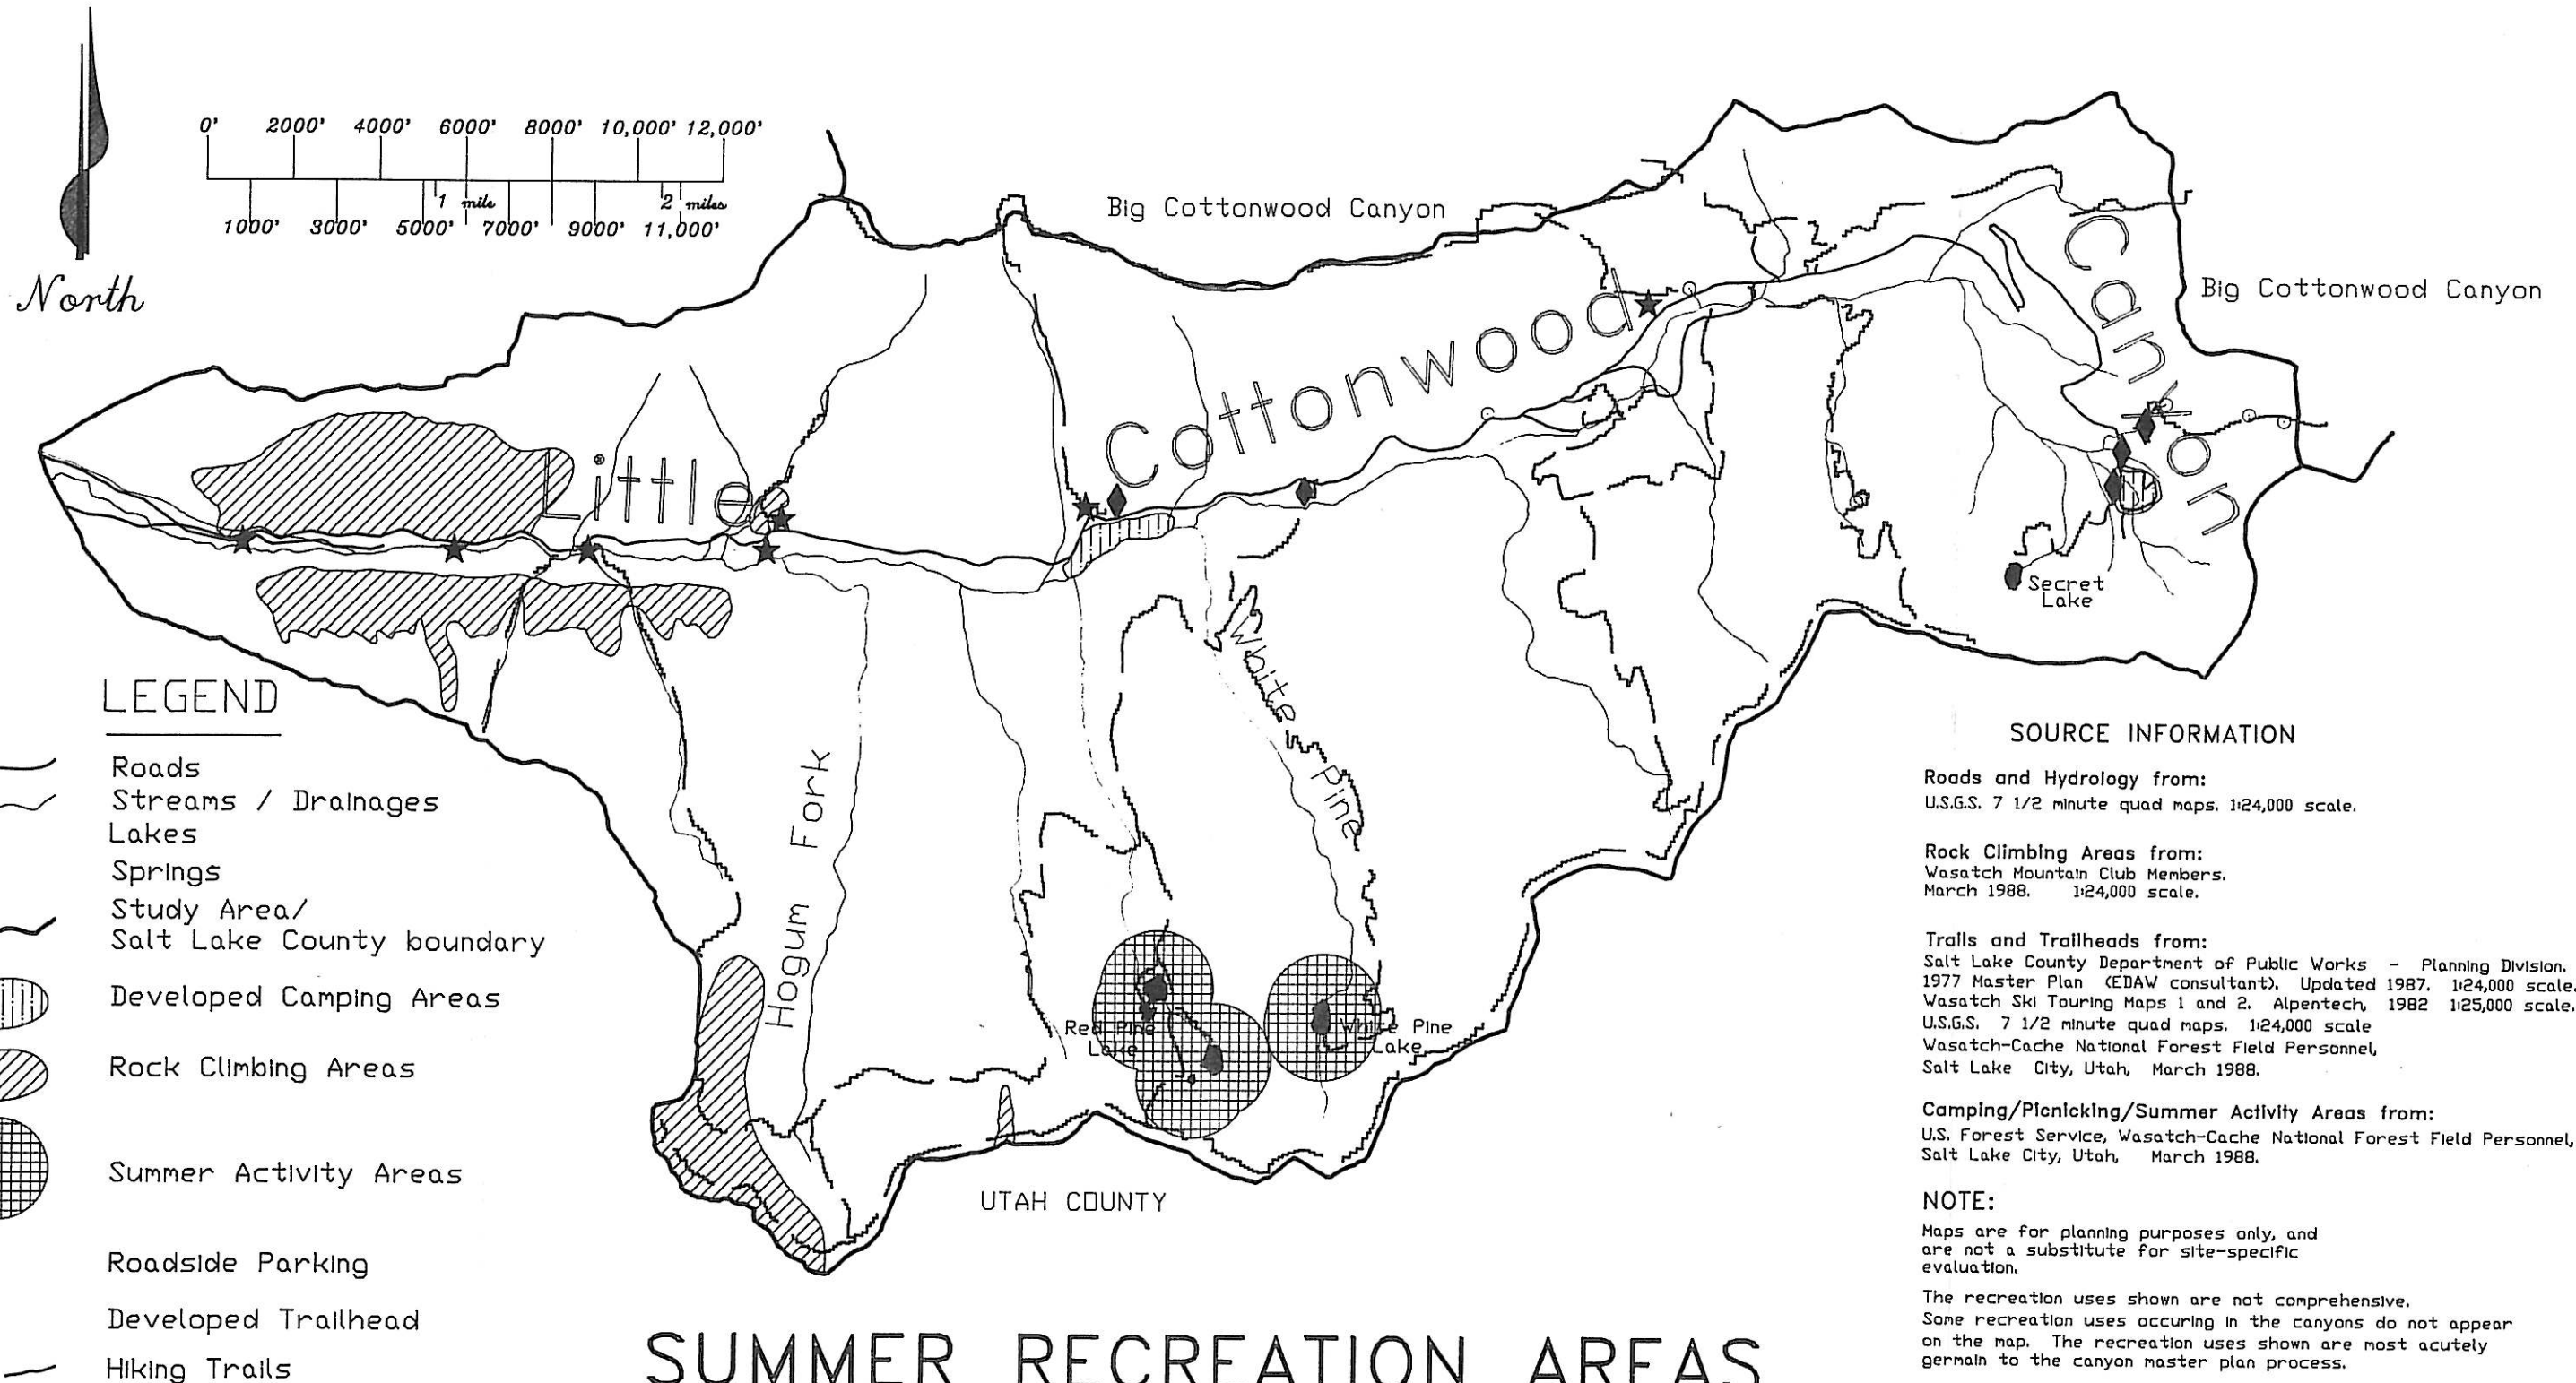 0' 2000' 4000' 6000' 8000' 10,000' 12,000'
1 mile 2 miles
1000' 3000' 5000' 7000' 9000' 11,000'
North
Big Cottonwood Canyon
Big Cottonwood Canyon
Little Cottonwood Canyon
Secret
Lake
White Pine
Hogum Fork
Red Pine
Lake
White Pine
Lake
UTAH COUNTY
LEGEND
Roads
Streams / Drainages
Lakes
Springs
Study Area/
Salt Lake County boundary
Developed Camping Areas
Rock Climbing Areas
Summer Activity Areas
Roadside Parking
Developed Trailhead
Hiking Trails
SOURCE INFORMATION
Roads and Hydrology from:
U.S.G.S. 7 1/2 minute quad maps. 1:24,000 scale.
Rock Climbing Areas from:
Wasatch Mountain Club Members.
March 1988. 1:24,000 scale.
Trails and Trailheads from:
Salt Lake County Department of Public Works - Planning Division.
1977 Master Plan (EDAW consultant). Updated 1987. 1:24,000 scale.
Wasatch Ski Touring Maps 1 and 2. Alpentech, 1982 1:25,000 scale.
U.S.G.S. 7 1/2 minute quad maps. 1:24,000 scale
Wasatch-Cache National Forest Field Personnel,
Salt Lake City, Utah, March 1988.
Camping/Picnicking/Summer Activity Areas from:
U.S. Forest Service, Wasatch-Cache National Forest Field Personnel,
Salt Lake City, Utah, March 1988.
NOTE:
Maps are for planning purposes only, and
are not a substitute for site-specific
evaluation.
The recreation uses shown are not comprehensive.
Some recreation uses occuring in the canyons do not appear
on the map. The recreation uses shown are most acutely
germain to the canyon master plan process.
SUMMER RECREATION AREAS